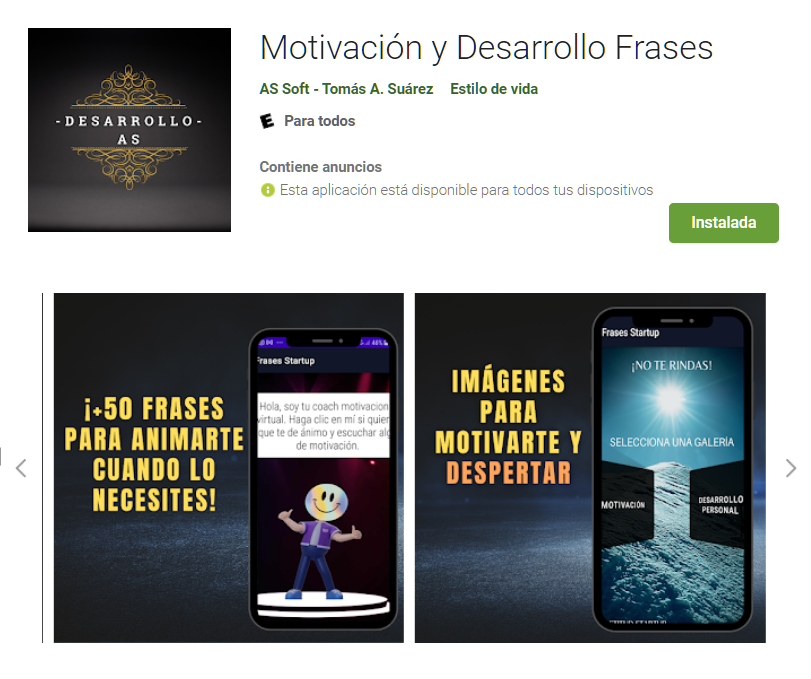 Motivación y Desarrollo Frases
AS Soft - Tomás A. Suárez Estilo de vida
E Para todos
Contiene anuncios
Esta aplicación está disponible para todos tus dispositivos
Instalada
-DESARROLLO-
AS
¡+50 FRASES
PARA ANIMARTE
CUANDO LO
NECESITES!
48%
Frases Startup
Hola, soy tu coach motivacion
virtual. Haga clic en mí si quier
que te de ánimo y escuchar alg
de motivación.
IMÁGENES
PARA
MOTIVARTE Y
DESPERTAR
Frases Startup
¡NO TE RINDAS!
SELECCIONA UNA GALERÍA
MOTIVACIÓN
DESARROLLO
PERSONAL